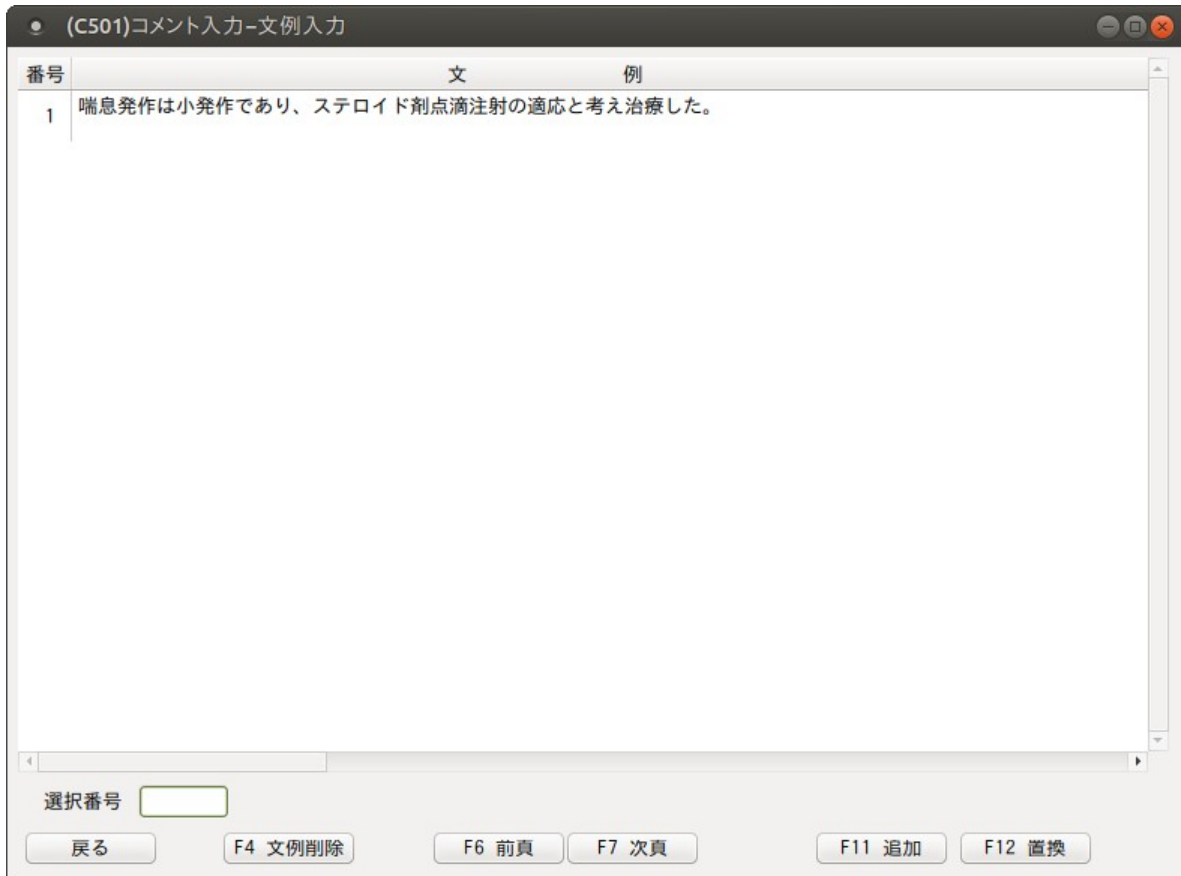 (C501)コメント入力–文例入力
番号 文 例
1 喘息発作は小発作であり、ステロイド剤点滴注射の適応と考え治療した。
選択番号
戻る F4 文例削除 F6 前頁 F7 次頁 F11 追加 F12 置換